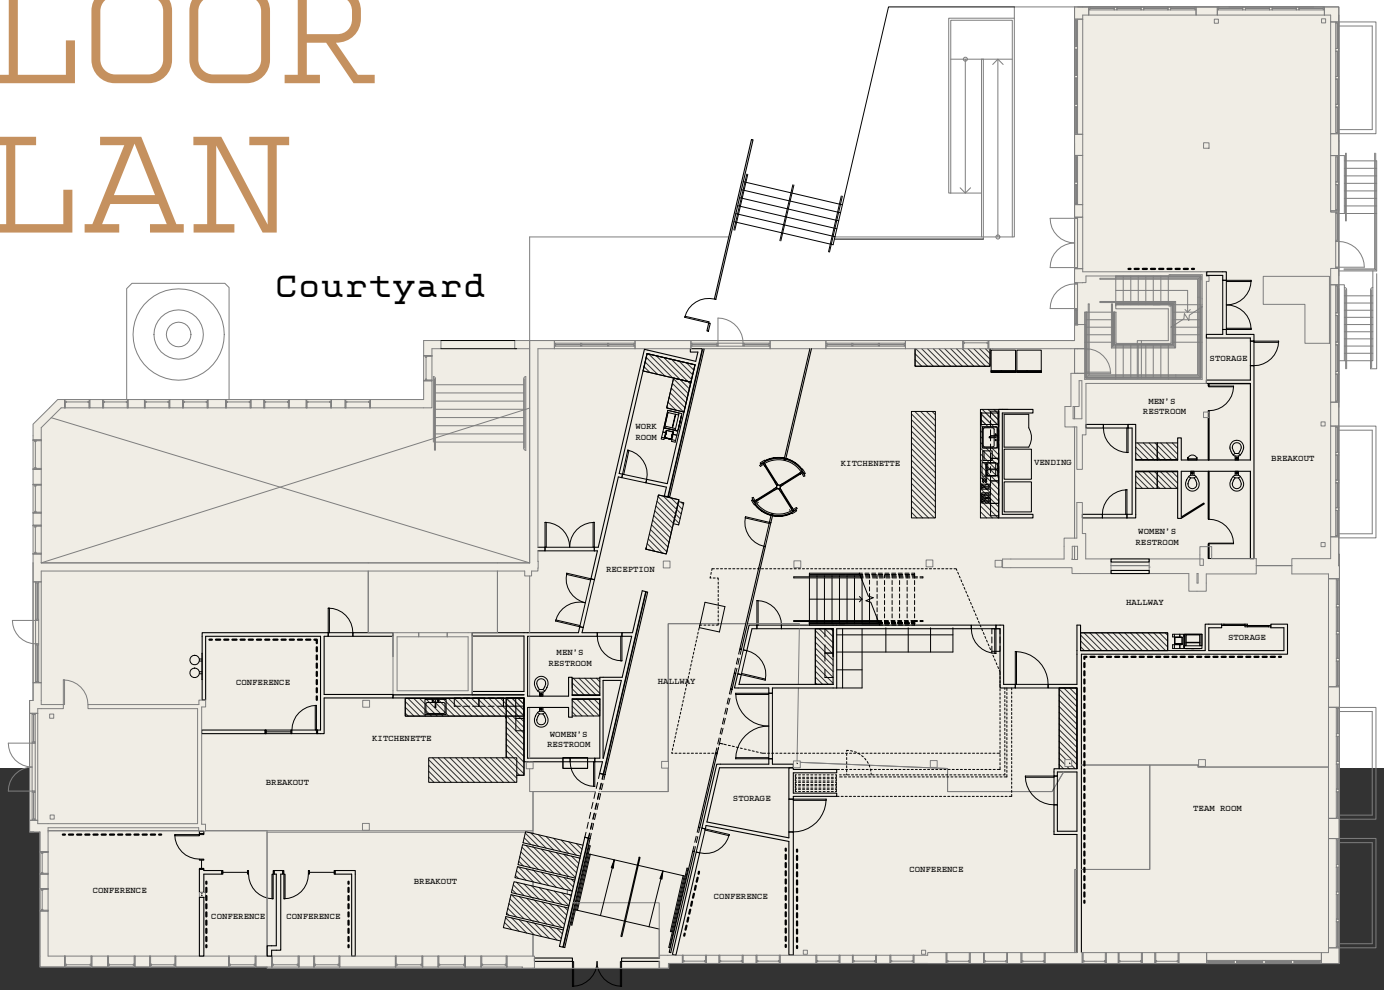 LOOR
LAN
Courtyard
STORAGE
MEN'S
RESTROOM
WORK
ROOM
KITCHENETTE
VENDING
BREAKOUT
WOMEN'S
RESTROOM
RECEPTION
HALLWAY
STORAGE
MEN'S
RESTROOM
CONFERENCE
HALLWAY
KITCHENETTE
WOMEN'S
RESTROOM
BREAKOUT
STORAGE
TEAM ROOM
CONFERENCE
BREAKOUT
CONFERENCE
CONFERENCE
CONFERENCE
CONFERENCE
CONFERENCE